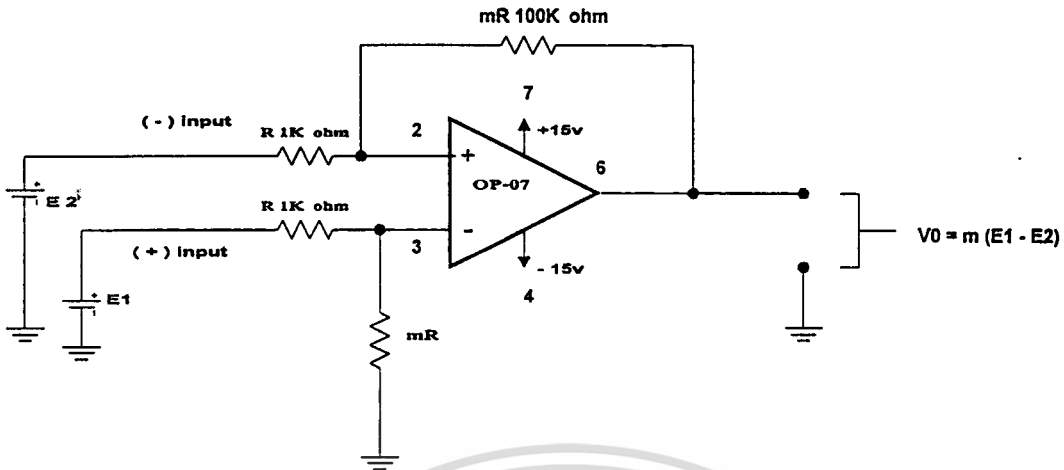 mR 100K ohm
7
( - ) input
R 1K ohm
2
+15v
+
6
OP-07
E 2
R 1K ohm
-
3
( + ) input
- 15v
4
V0 = m (E1 - E2)
+
-
E1
+
-
mR